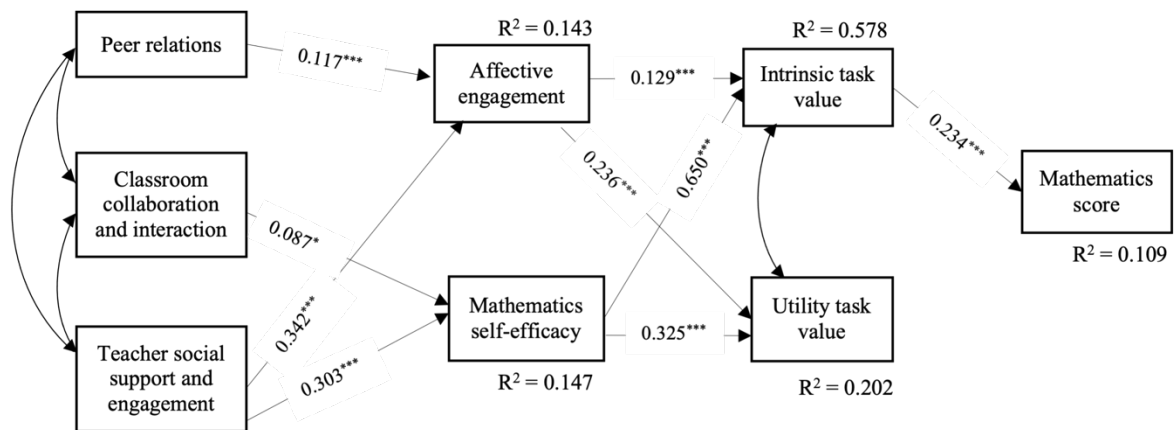 Peer relations
0.117***
R² = 0.143
Affective
engagement
0.129***
R² = 0.578
Intrinsic task
value
0.234***
Classroom
collaboration
and interaction
0.087*
0.236***
0.650***
Mathematics
score
R² = 0.109
Teacher social
support and
engagement
0.342***
0.303***
Mathematics
self-efficacy
R² = 0.147
0.325***
Utility task
value
R² = 0.202